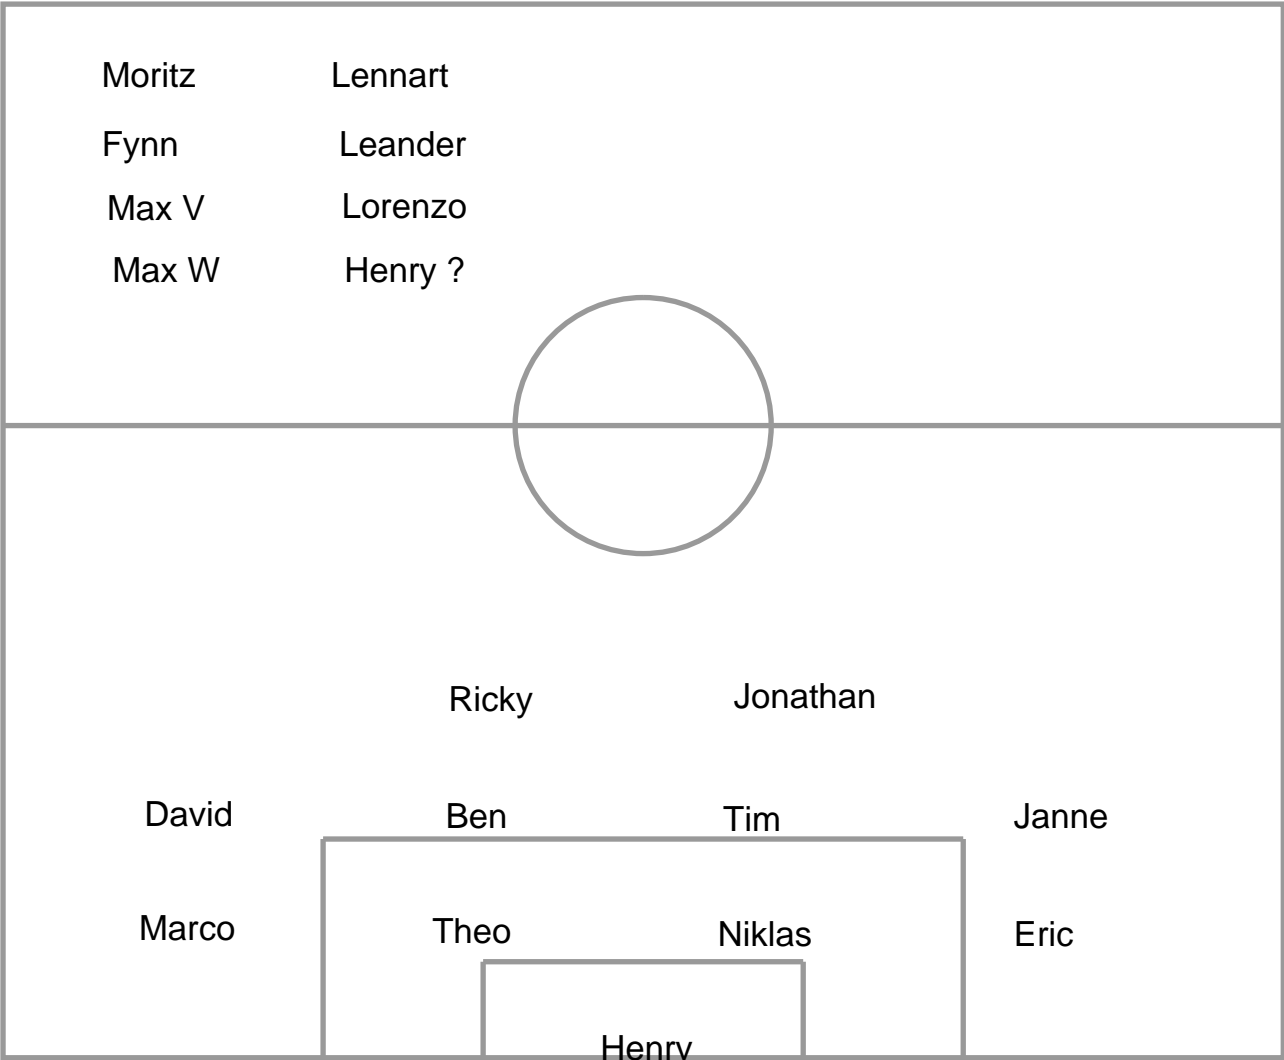 Moritz Lennart
Fynn Leander
Max V Lorenzo
Max W Henry ?
Ricky Jonathan
David Ben Tim Janne
Marco Theo Niklas Eric
Henry